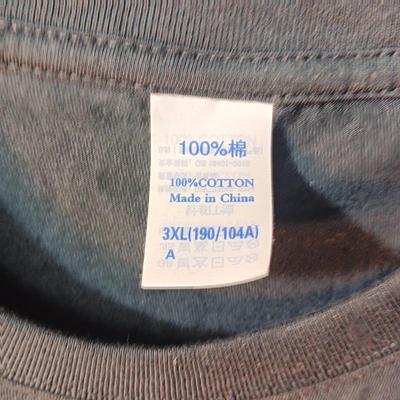 100%棉
100%COTTON
Made in China
3XL(190/104A)
A